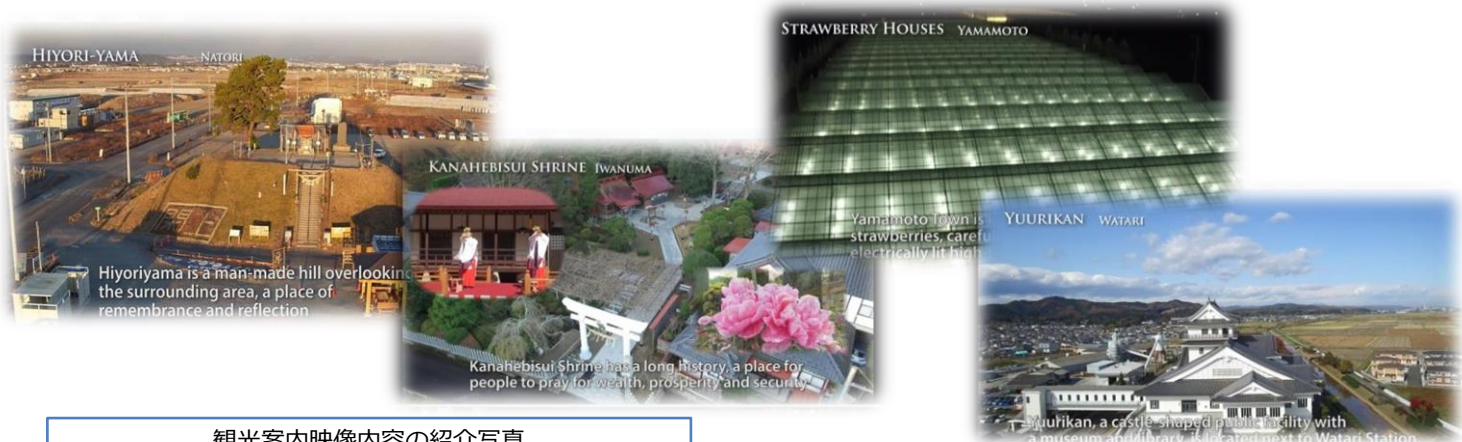 HIYORI-YAMA NATORI
Hiyoriyama is a man-made hill overlooking
the surrounding area, a place of
remembrance and reflection
KANAHEBISUI SHRINE IWANUMA
Kanahebisui Shrine has a long history, a place for
people to pray for wealth, prosperity and security
STRAWBERRY HOUSES YAMAMOTO
Yamamoto Town is
strawberries, carefu
electrically lit high
YUURIKAN WATARI
Yuurikan, a castle-shaped public facility with
a museum and library, is located next to Watari Station
観光案内映像内容の紹介写真